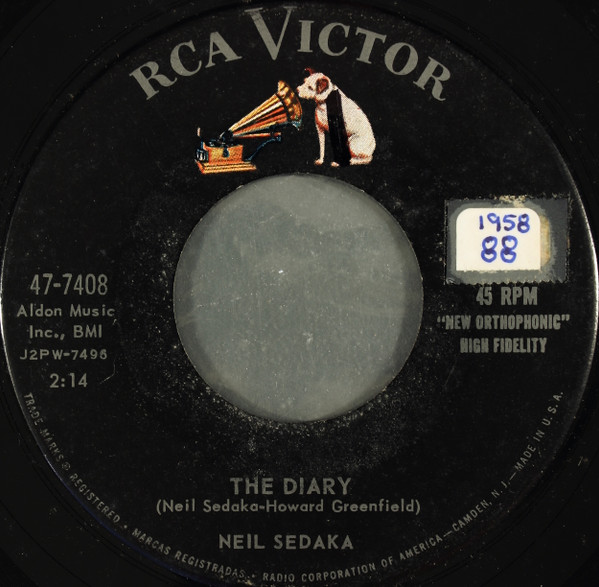 RCA VICTOR
1958
88
47-7408
Aldon Music
Inc., BMI
J2PW-7496
2:14
45 RPM
"NEW ORTHOPHONIC"
HIGH FIDELITY
THE DIARY
(Neil Sedaka-Howard Greenfield)
NEIL SEDAKA
TRADE MARKS ® REGISTERED • MARCAS REGISTRADAS • RADIO CORPORATION OF AMERICA—CAMDEN, N.J.—MADE IN U.S.A.